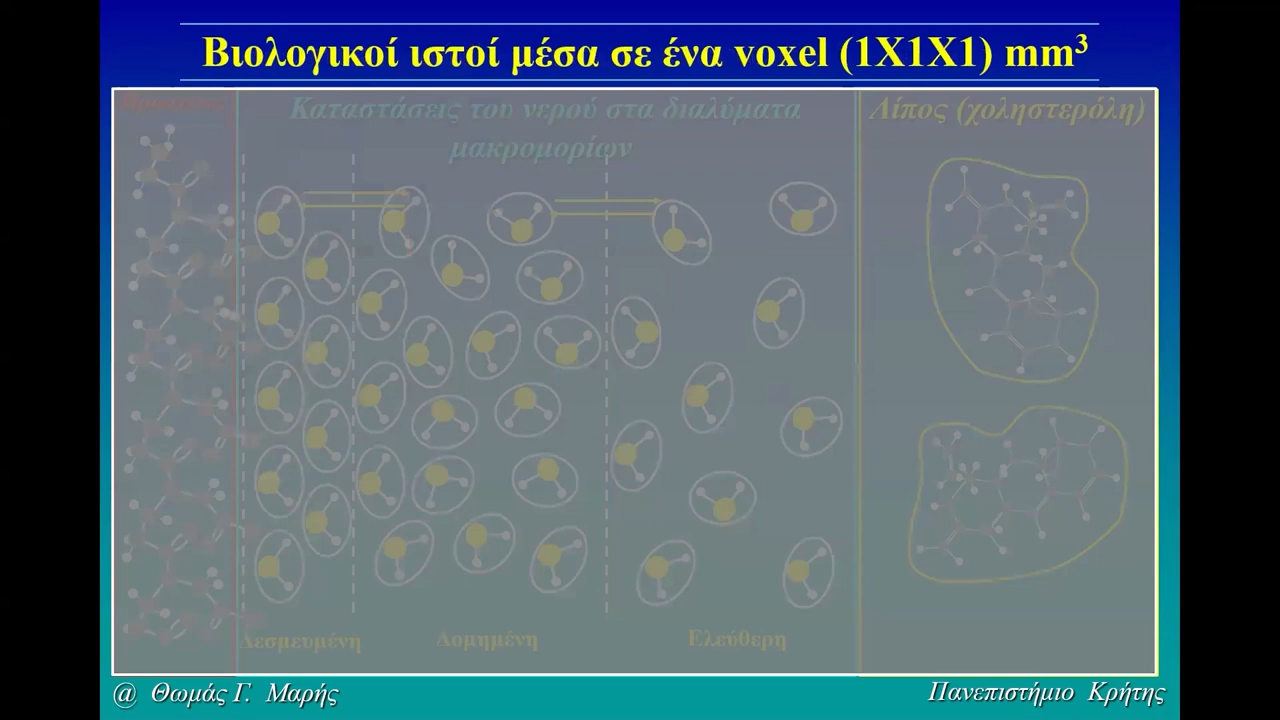 Βιολογικοί ιστοί μέσα σε ένα voxel (1X1X1) mm³
Καταστάσεις του νερού στα διαλύματα
μακρομορίων
Λίπος (χοληστερόλη)
Δεσμευμένη
Δομημένη
Ελεύθερη
@ Θωμάς Γ. Μαρής
Πανεπιστήμιο Κρήτης